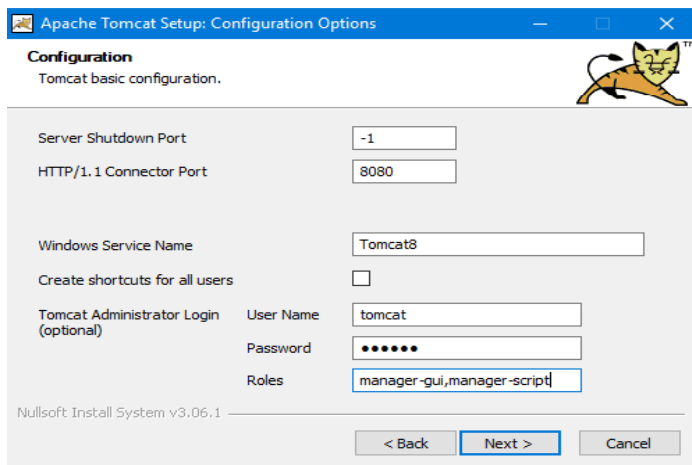 Apache Tomcat Setup: Configuration Options
Configuration
Tomcat basic configuration.
TM
Server Shutdown Port -1
HTTP/1.1 Connector Port 8080
Windows Service Name Tomcat8
Create shortcuts for all users
Tomcat Administrator Login User Name tomcat
(optional)
Password ●●●●●●
Roles manager-gui,manager-script
Nullsoft Install System v3.06.1
< Back Next > Cancel